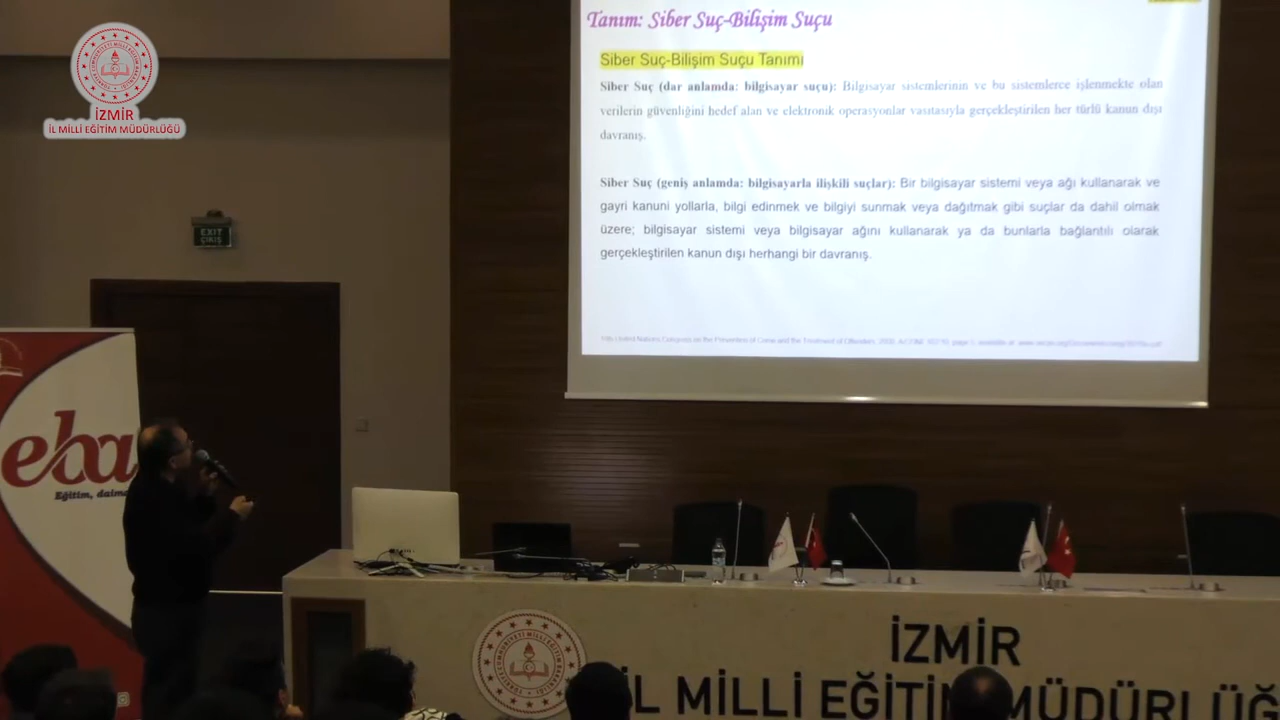 İZMİR
İL MİLLİ EĞİTİM MÜDÜRLÜĞÜ
Tanım: Siber Suç-Bilişim Suçu
Siber Suç-Bilişim Suçu Tanımı
Siber Suç (dar anlamda: bilgisayar suçu): Bilgisayar sistemlerinin ve bu sistemlerce işlenmekte olan
verilerin güvenliğini hedef alan ve elektronik operasyonlar vasıtasıyla gerçekleştirilen her türlü kanun dışı
davranış.
Siber Suç (geniş anlamda: bilgisayarla ilişkili suçlar): Bir bilgisayar sistemi veya ağı kullanarak ve
gayri kanuni yollarla, bilgi edinmek ve bilgiyi sunmak veya dağıtmak gibi suçlar da dahil olmak
üzere; bilgisayar sistemi veya bilgisayar ağını kullanarak ya da bunlarla bağlantılı olarak
gerçekleştirilen kanun dışı herhangi bir davranış.
EXIT
ÇIKIŞ
eba
Eğitim,
İZMİR
İL MİLLİ EĞİTİM MÜDÜRLÜĞ